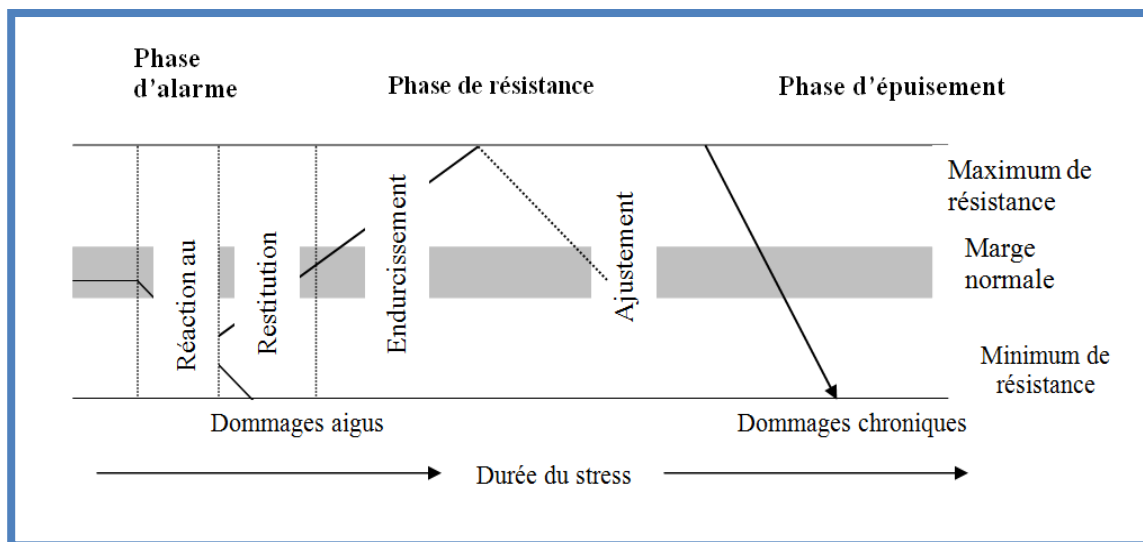 Phase
d'alarme
Phase de résistance
Phase d'épuisement
Maximum de
résistance
Marge
normale
Minimum de
résistance
Réaction au
Restitution
Endurcissement
Ajustement
Dommages aigus
Dommages chroniques
Durée du stress